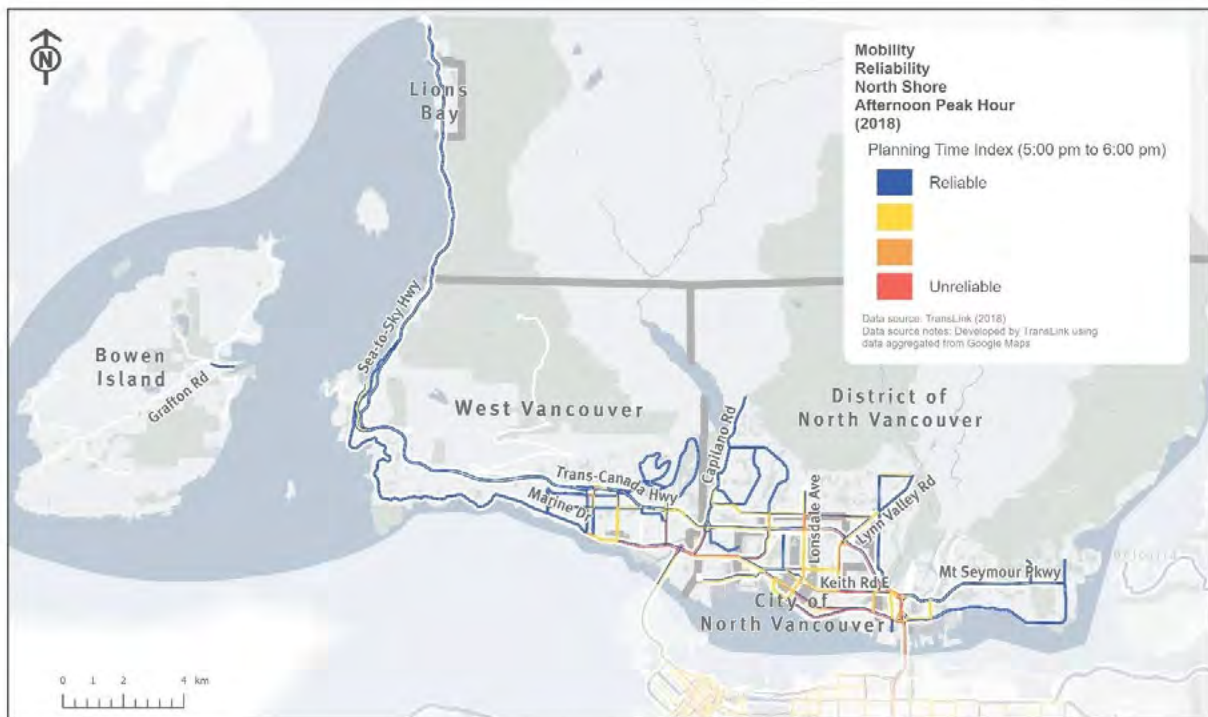 N
Mobility
Reliability
North Shore
Afternoon Peak Hour
(2018)
Planning Time Index (5:00 pm to 6:00 pm)
Reliable
Unreliable
Data source: TransLink (2018)
Data source notes: Developed by TransLink using
data aggregated from Google Maps
Lions
Bay
Sea-to-Sky Hwy
Bowen
Island
Grafton Rd
West Vancouver
District of
North Vancouver
Capilano Rd
Trans-Canada Hwy
Marine Dr
Lonsdale Ave
Lynn Valley Rd
Keith Rd E
Mt Seymour Pkwy
City of
North Vancouver
0 1 2 4 km